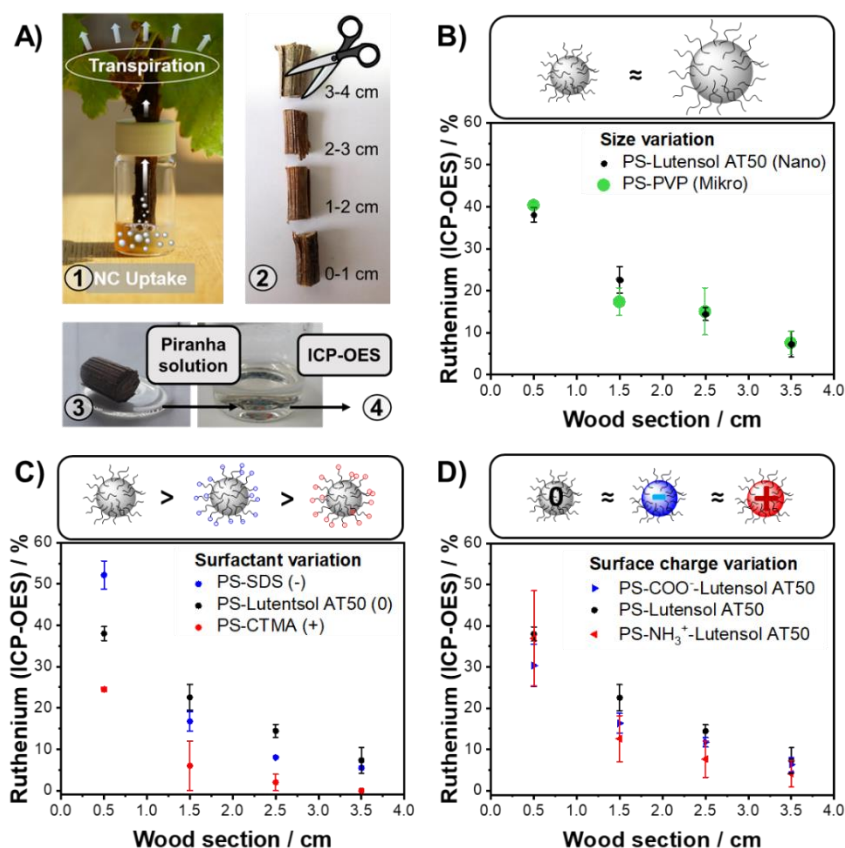 A)
Transpiration
1 NC Uptake
3-4 cm
2-3 cm
1-2 cm
0-1 cm
2
Piranha
solution
ICP-OES
3
4
B)
≈
Ruthenium (ICP-OES) / %
60
50
40
30
20
10
0
Size variation
PS-Lutensol AT50 (Nano)
PS-PVP (Mikro)
0.0 0.5 1.0 1.5 2.0 2.5 3.0 3.5 4.0
Wood section / cm
C)
> >
Ruthenium (ICP-OES) / %
60
50
40
30
20
10
0
Surfactant variation
PS-SDS (-)
PS-Lutentsol AT50 (0)
PS-CTMA (+)
0.0 0.5 1.0 1.5 2.0 2.5 3.0 3.5 4.0
Wood section / cm
D)
0 ≈ - ≈ +
Ruthenium (ICP-OES) / %
60
50
40
30
20
10
0
Surface charge variation
PS-COO⁻-Lutensol AT50
PS-Lutensol AT50
PS-NH₃⁺-Lutensol AT50
0.0 0.5 1.0 1.5 2.0 2.5 3.0 3.5 4.0
Wood section / cm